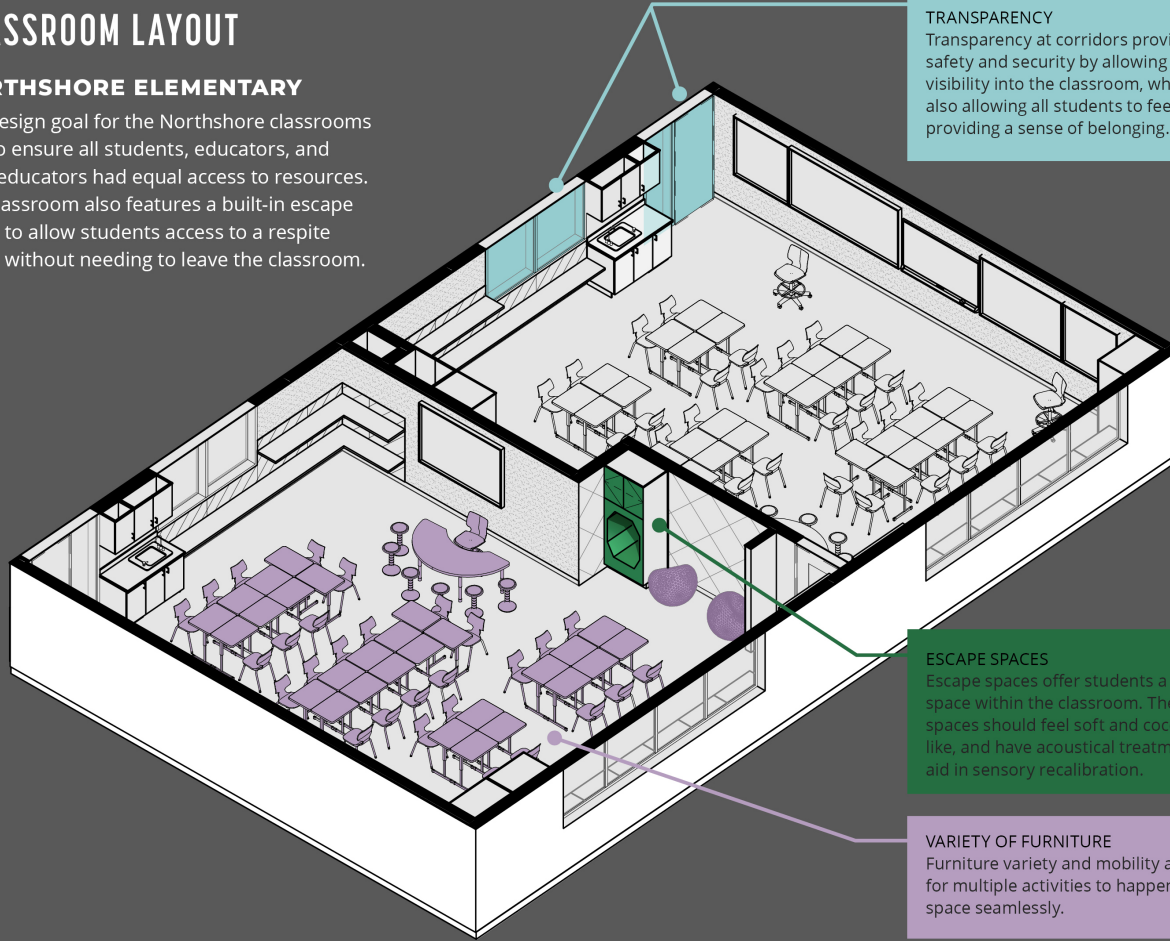 SSROOM LAYOUT
RTHSHORE ELEMENTARY
esign goal for the Northshore classrooms
o ensure all students, educators, and
educators had equal access to resources.
assroom also features a built-in escape
to allow students access to a respite
without needing to leave the classroom.
TRANSPARENCY
Transparency at corridors provi
safety and security by allowing
visibility into the classroom, wh
also allowing all students to fee
providing a sense of belonging.
ESCAPE SPACES
Escape spaces offer students a
space within the classroom. The
spaces should feel soft and coc
like, and have acoustical treatm
aid in sensory recalibration.
VARIETY OF FURNITURE
Furniture variety and mobility a
for multiple activities to happen
space seamlessly.